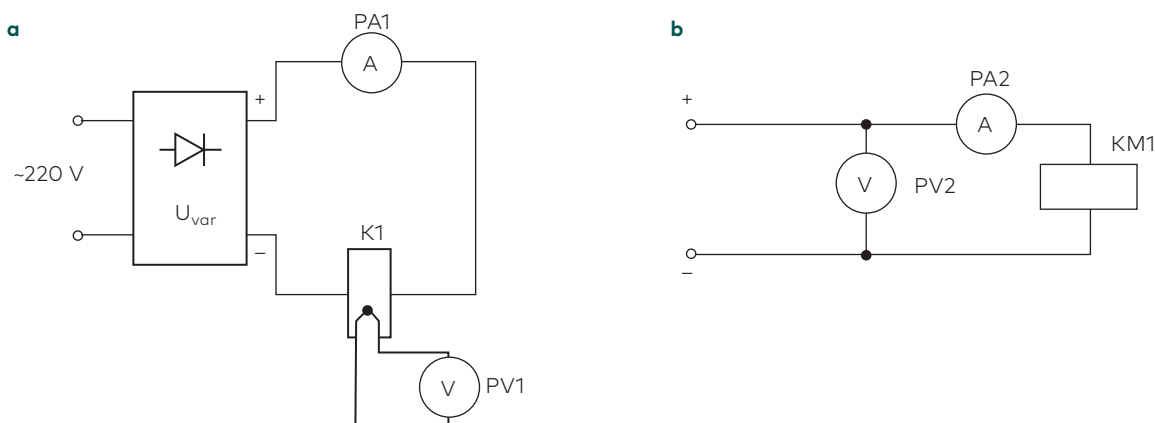 a
PA1
A
+
~220 V
U_var
–
K1
V
PV1
b
PA2
+
A
KM1
V
PV2
–